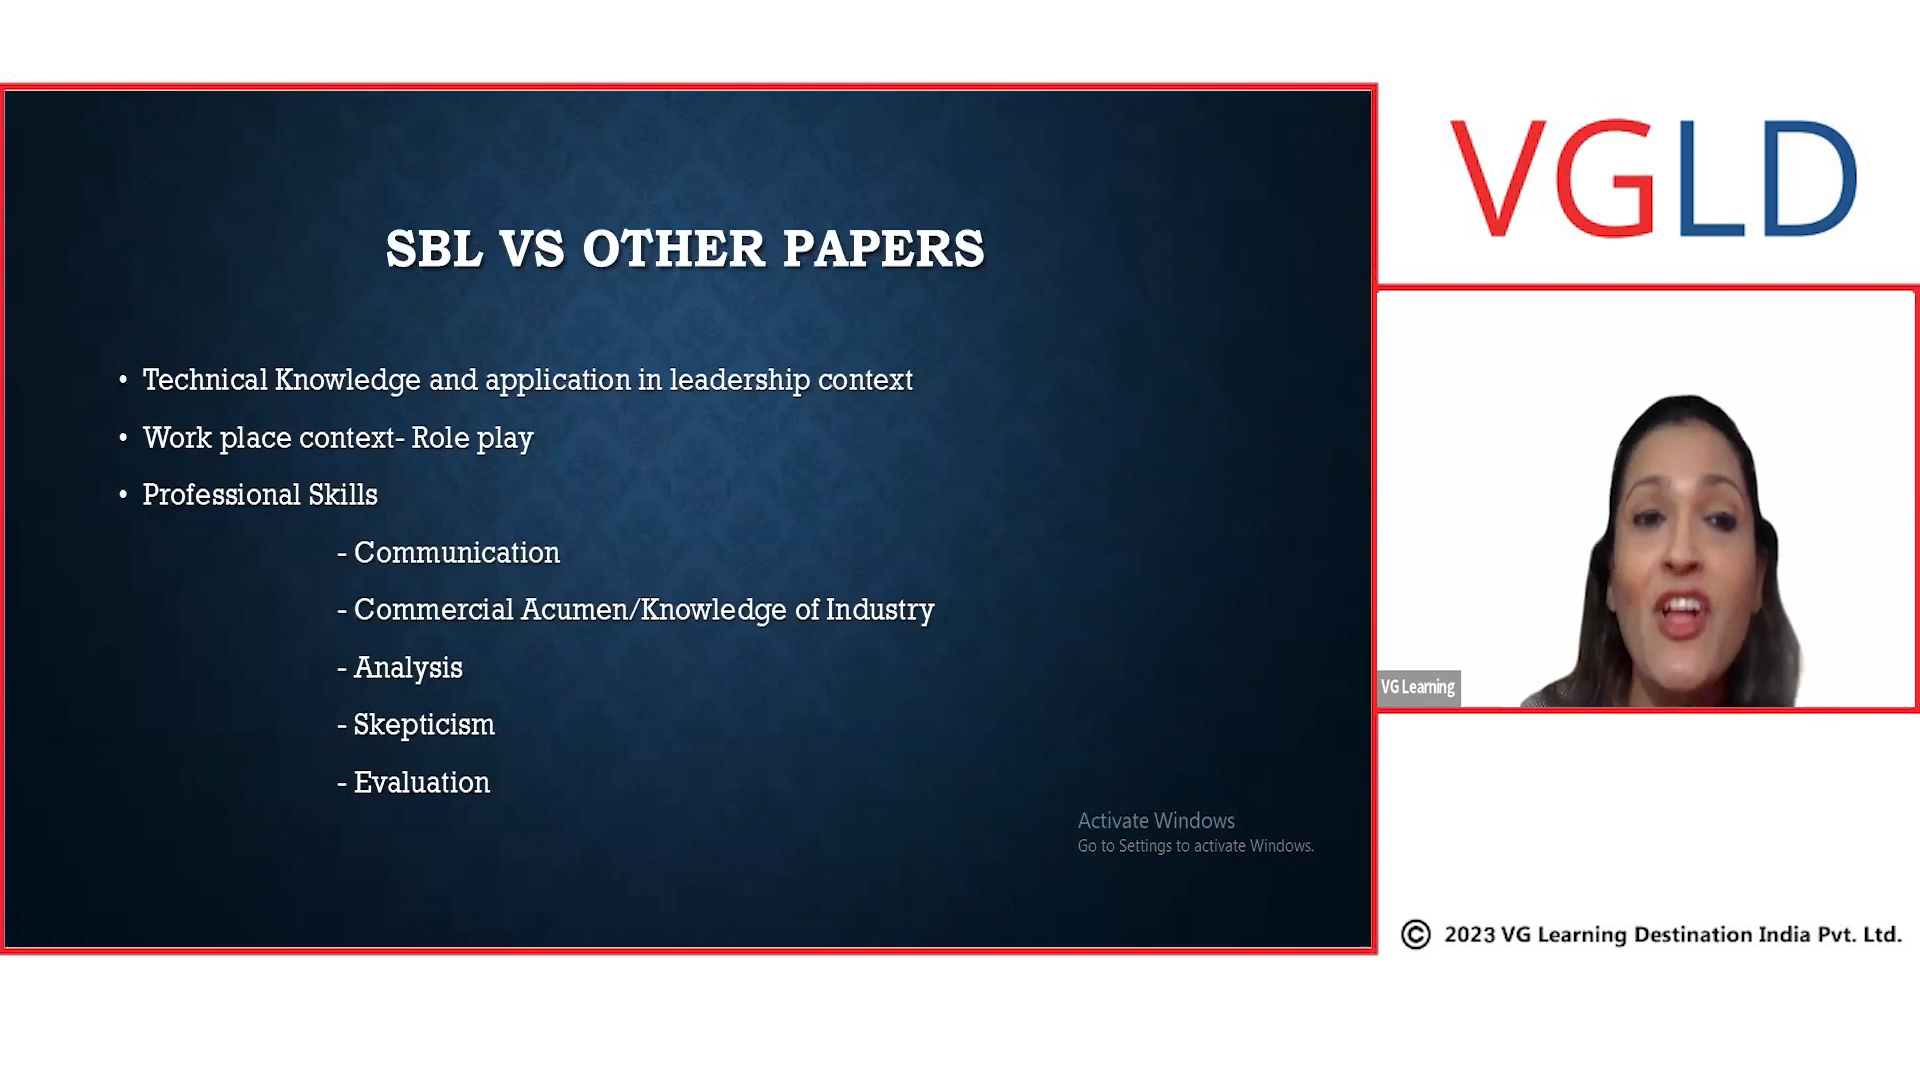 SBL VS OTHER PAPERS
• Technical Knowledge and application in leadership context
• Work place context- Role play
• Professional Skills
- Communication
- Commercial Acumen/Knowledge of Industry
- Analysis
- Skepticism
- Evaluation
Activate Windows
Go to Settings to activate Windows.
VGLD
VG Learning
© 2023 VG Learning Destination India Pvt. Ltd.